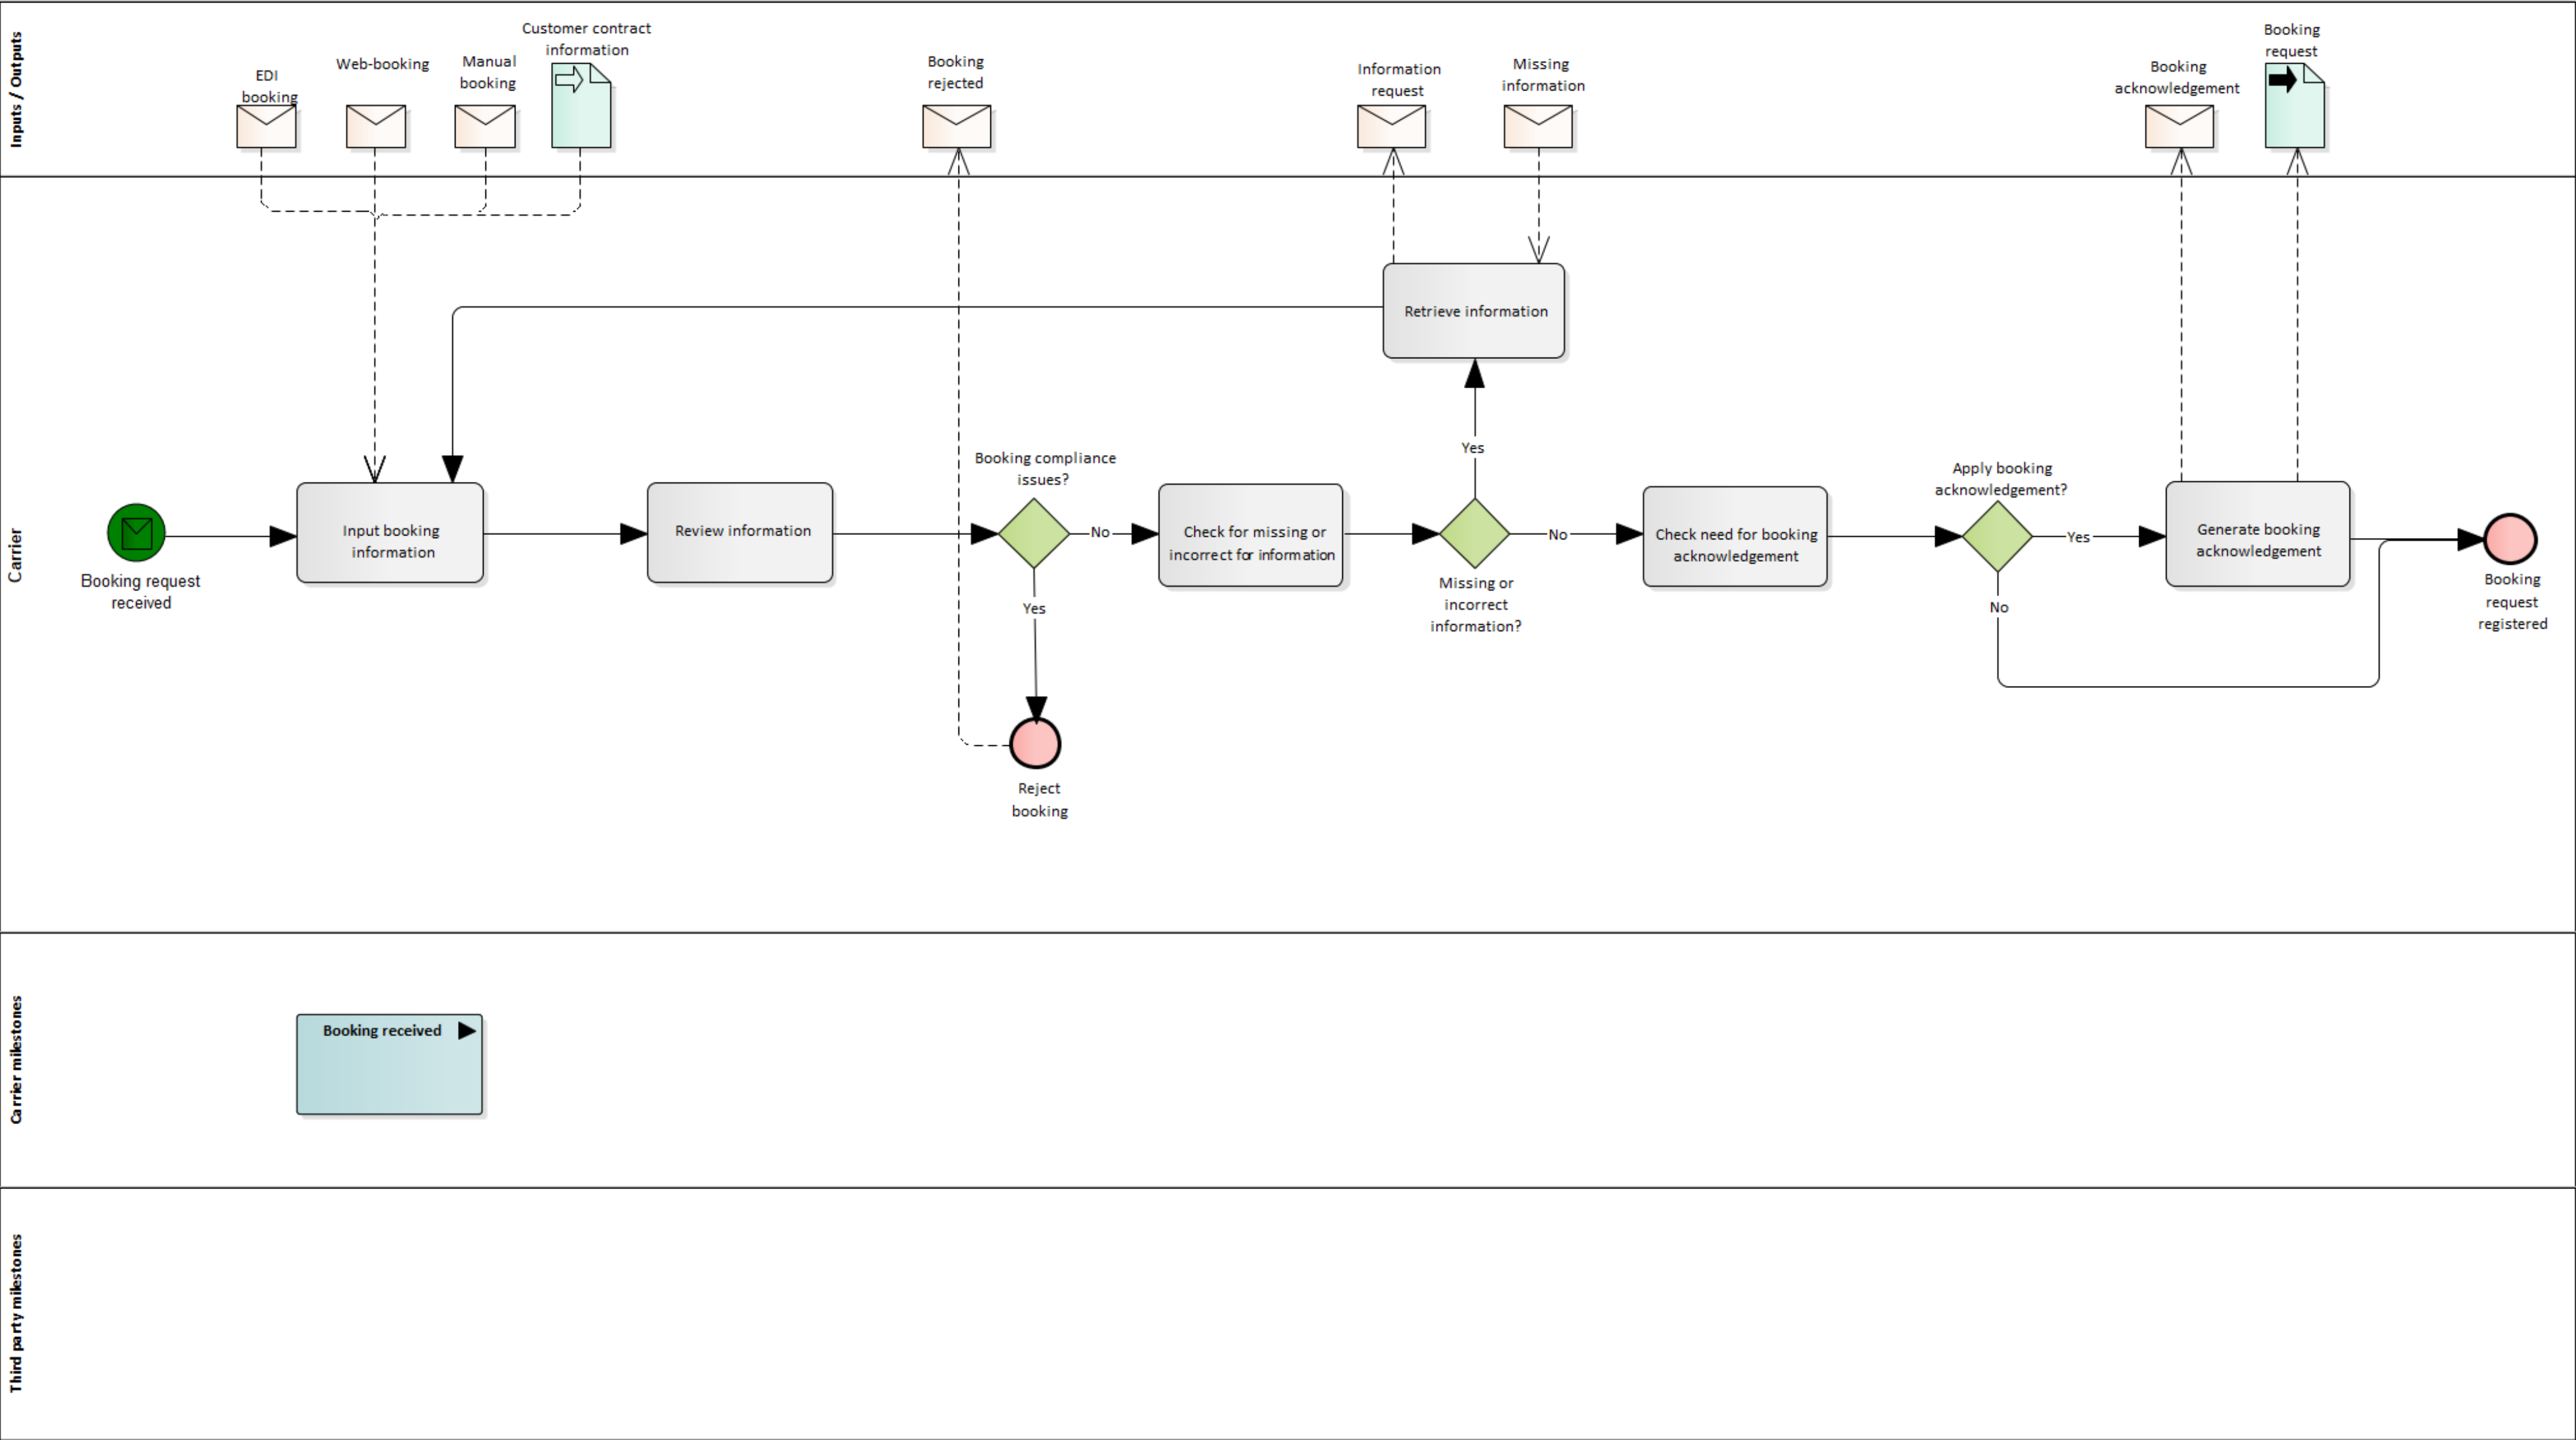 Inputs / Outputs
EDI
booking
Web-booking
Manual
booking
Customer contract
information
Booking
rejected
Information
request
Missing
information
Booking
acknowledgement
Booking
request
Carrier
Retrieve information
Yes
Booking request
received
Input booking
information
Review information
Booking compliance
issues?
No
Yes
Reject
booking
Check for missing or
incorrect for information
Missing or
incorrect
information?
No
Check need for booking
acknowledgement
Apply booking
acknowledgement?
Yes
No
Generate booking
acknowledgement
Booking
request
registered
Carrier milestones
Booking received
Third party milestones